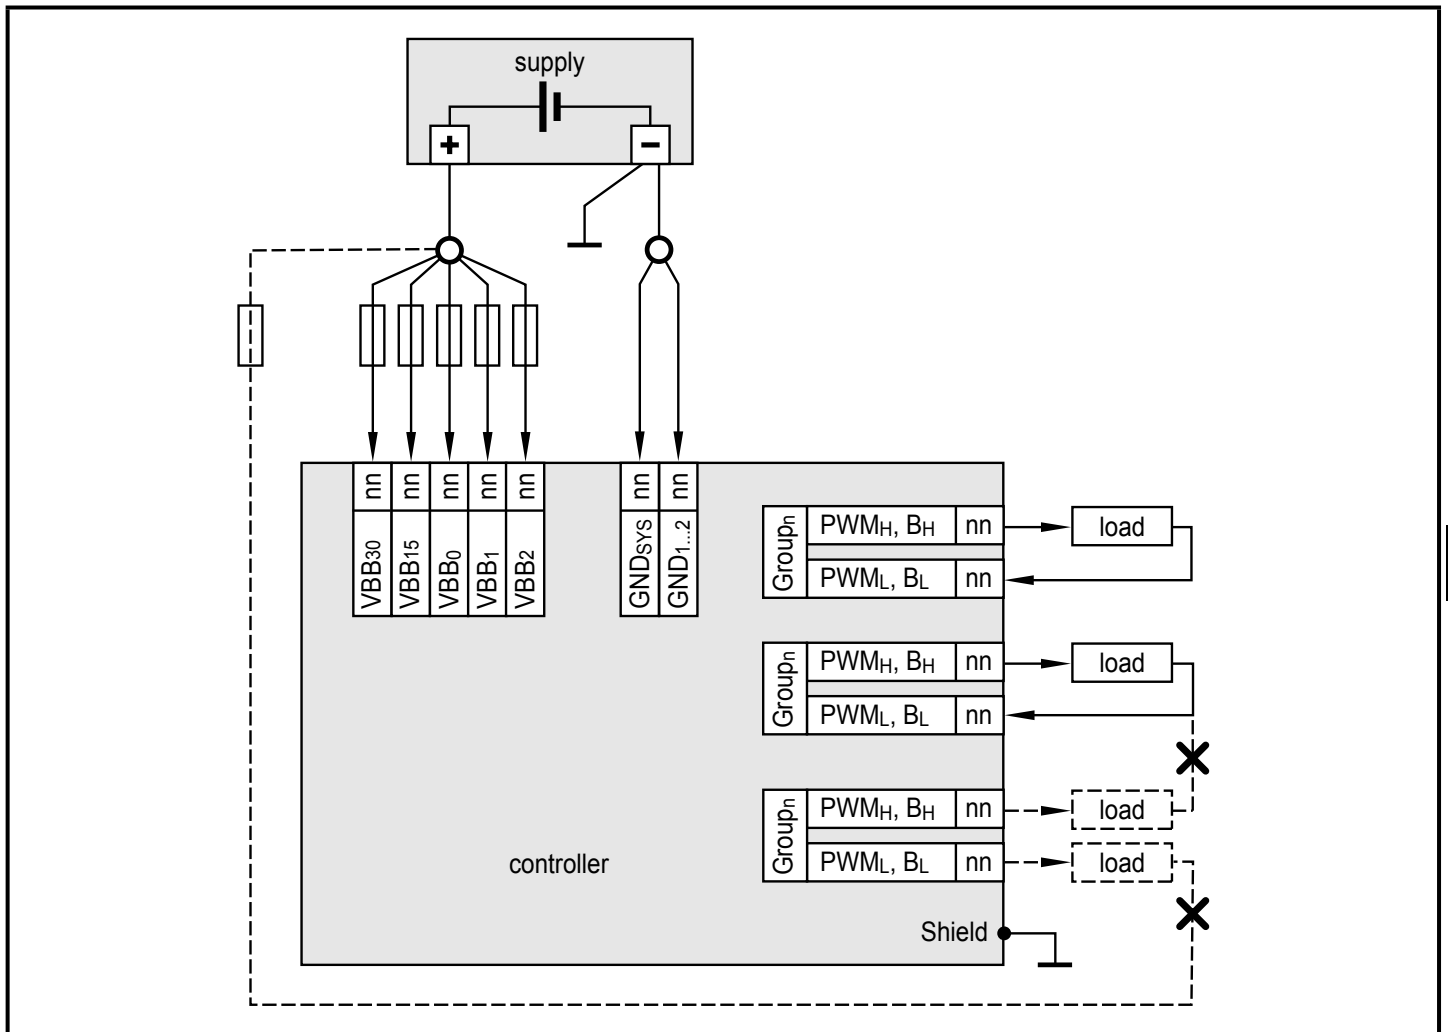 supply
+
−
nn nn nn nn nn nn nn
VBB30 VBB15 VBB0 VBB1 VBB2 GNDSYS GND1...2
Groupn
PWMH, BH nn load
PWML, BL nn
Groupn
PWMH, BH nn load
PWML, BL nn
Groupn
PWMH, BH nn load
PWML, BL nn load
controller
Shield